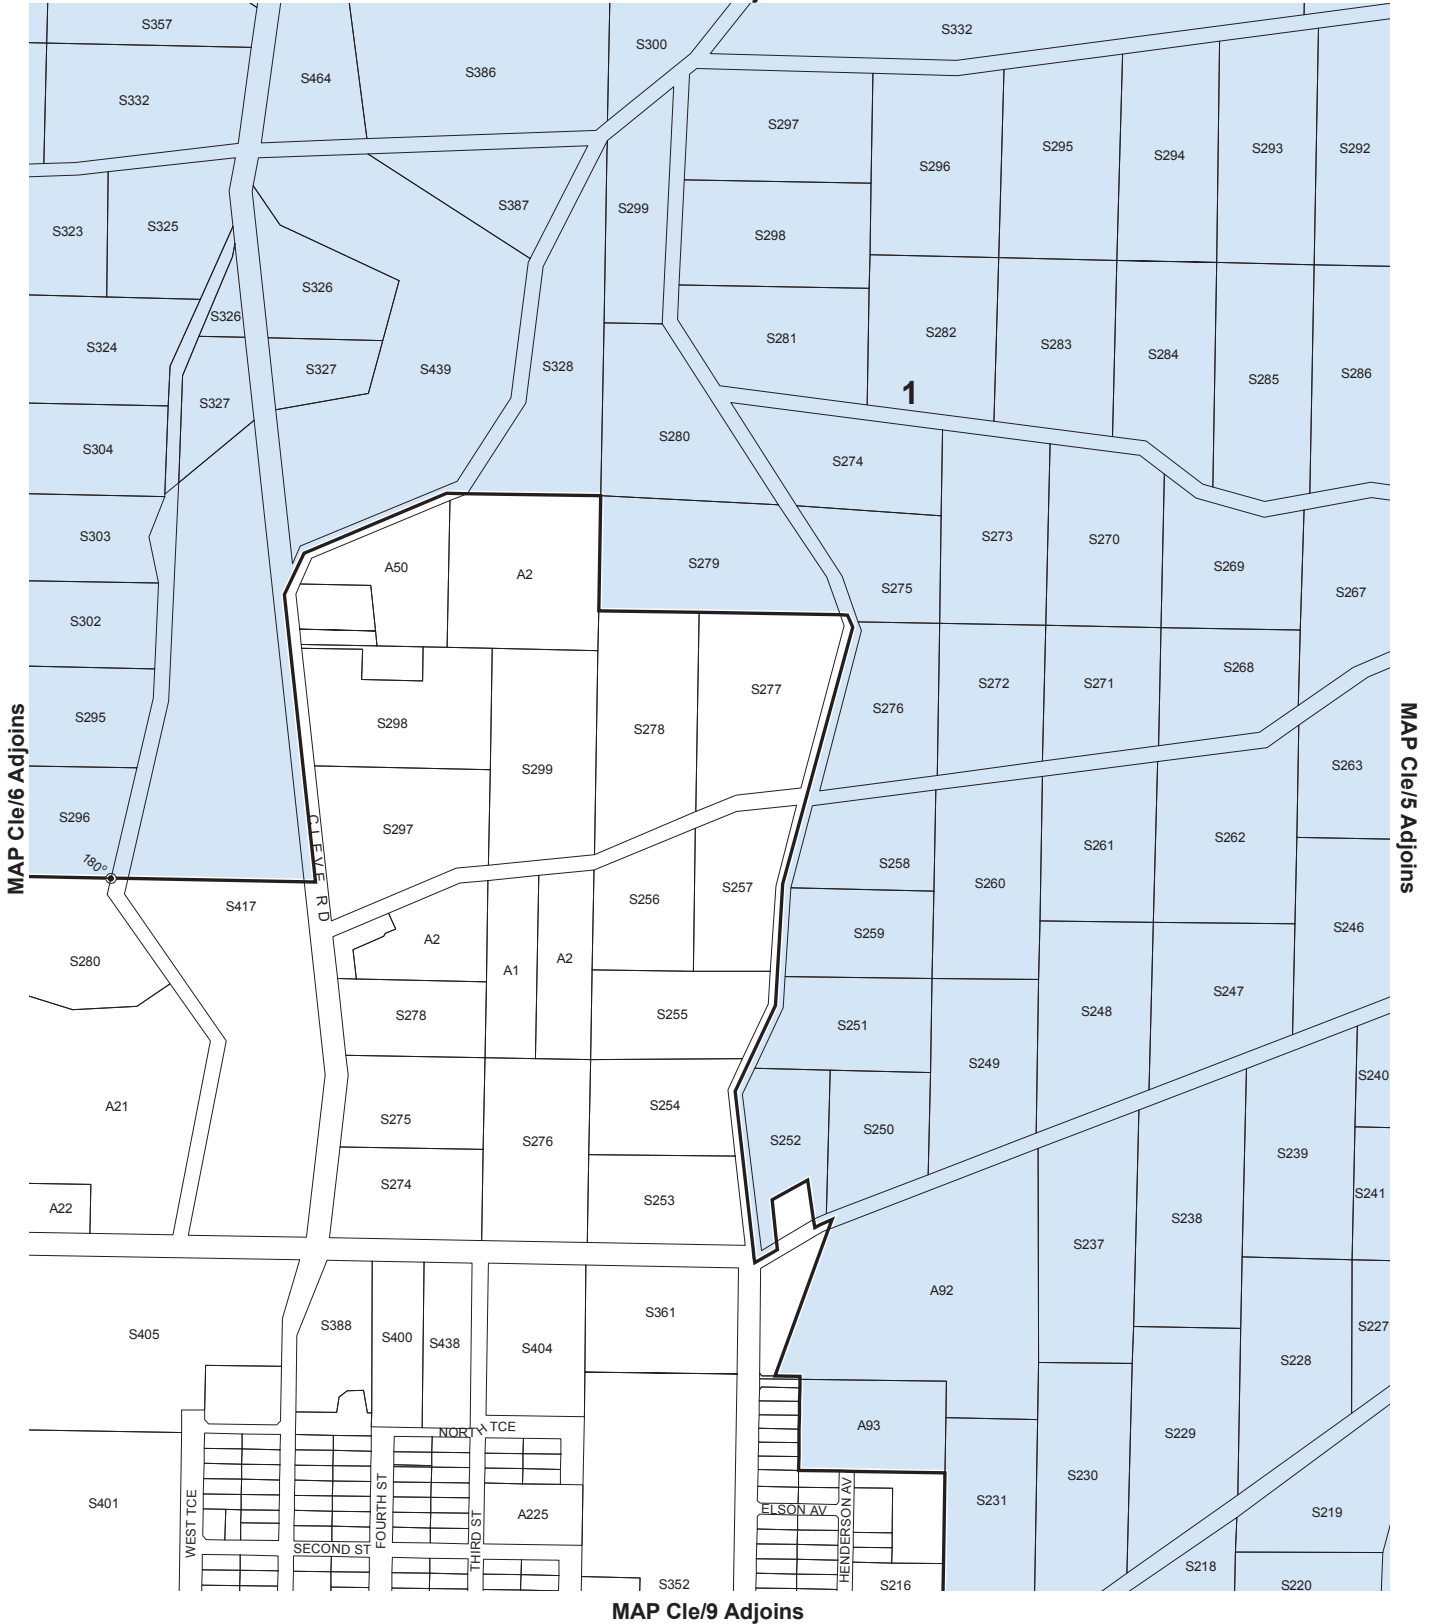 S357
S464
S386
S300
S332
S332
S297
S296
S295
S294
S293
S292
S323
S325
S387
S299
S298
S326
S326
S324
S327
S327
S439
S328
S281
S282
S283
S284
S285
S286
1
S304
S280
S274
S303
A50
A2
S279
S275
S273
S270
S269
S267
S302
S295
S298
S299
S278
S277
S276
S272
S271
S268
S263
MAP Cle/6 Adjoins
MAP Cle/5 Adjoins
S296
180°
S297
CLEVE RD
S258
S260
S261
S262
S417
S256
S257
S259
S246
S280
A2
A1
A2
S278
S255
S251
S249
S248
S247
A21
S275
S276
S254
S252
S250
S240
S239
S274
S253
S241
A22
S238
S237
A92
S405
S388
S400
S438
S404
S361
S228
S227
A93
S229
NORTH TCE
S401
WEST TCE
FOURTH ST
THIRD ST
A225
ELSON AV
HENDERSON AV
S231
S230
S219
SECOND ST
S352
S216
S218
S220
MAP Cle/9 Adjoins